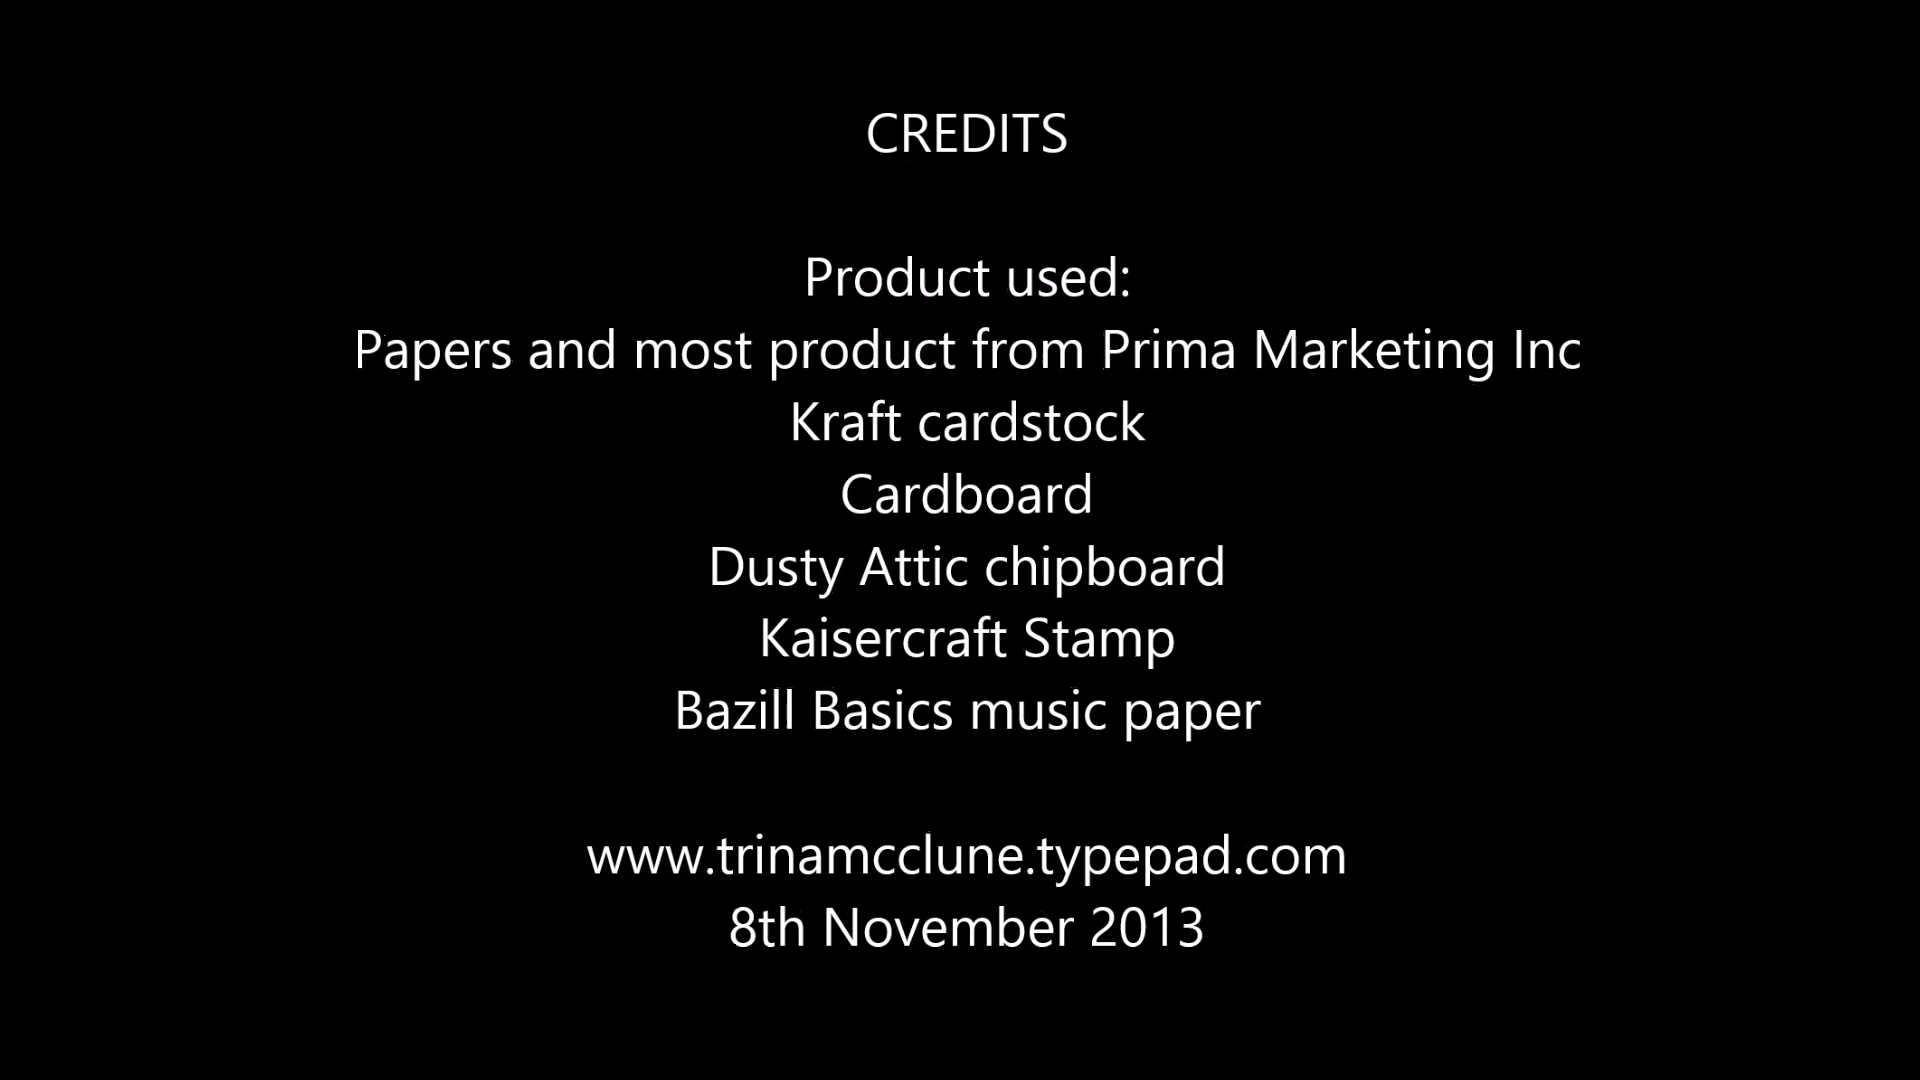 CREDITS
Product used:
Papers and most product from Prima Marketing Inc
Kraft cardstock
Cardboard
Dusty Attic chipboard
Kaisercraft Stamp
Bazill Basics music paper
www.trinamcclune.typepad.com
8th November 2013